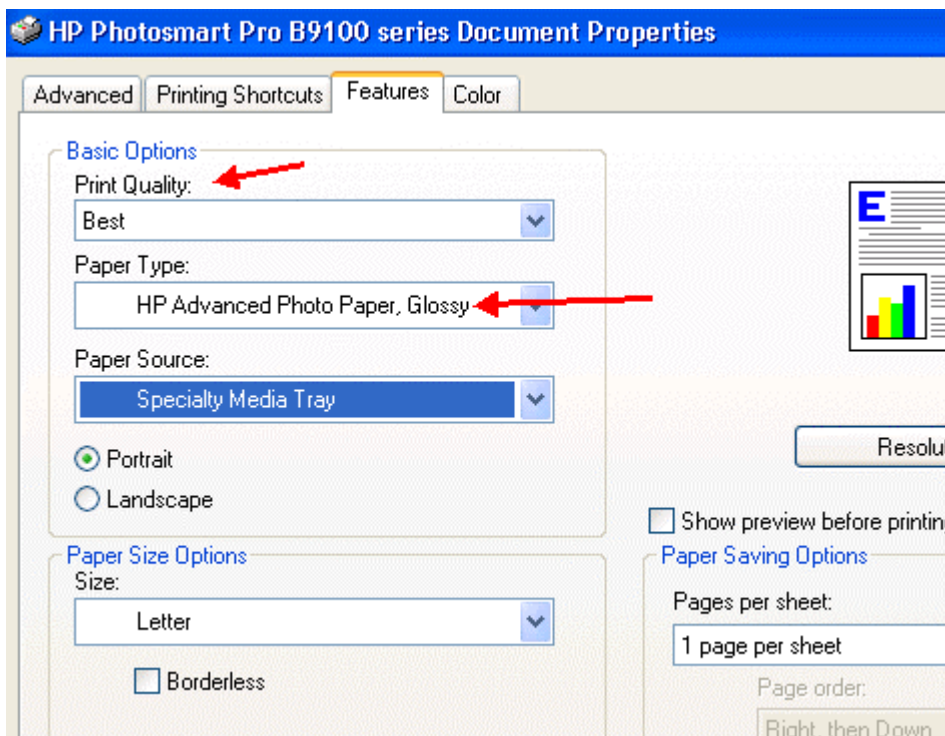 HP Photosmart Pro B9100 series Document Properties
Advanced
Printing Shortcuts
Features
Color
Basic Options
Print Quality:
Best
Paper Type:
HP Advanced Photo Paper, Glossy
Paper Source:
Specialty Media Tray
Portrait
Landscape
E
Resolu
Show preview before printin
Paper Size Options
Size:
Letter
Borderless
Paper Saving Options
Pages per sheet:
1 page per sheet
Page order:
Right, then Down